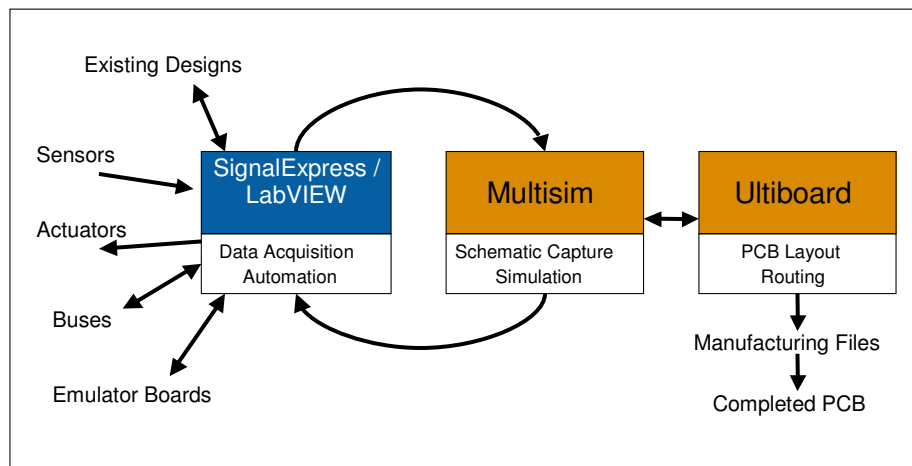 Existing Designs
Sensors
Actuators
Buses
Emulator Boards
SignalExpress /
LabVIEW
Data Acquisition
Automation
Multisim
Schematic Capture
Simulation
Ultiboard
PCB Layout
Routing
Manufacturing Files
Completed PCB